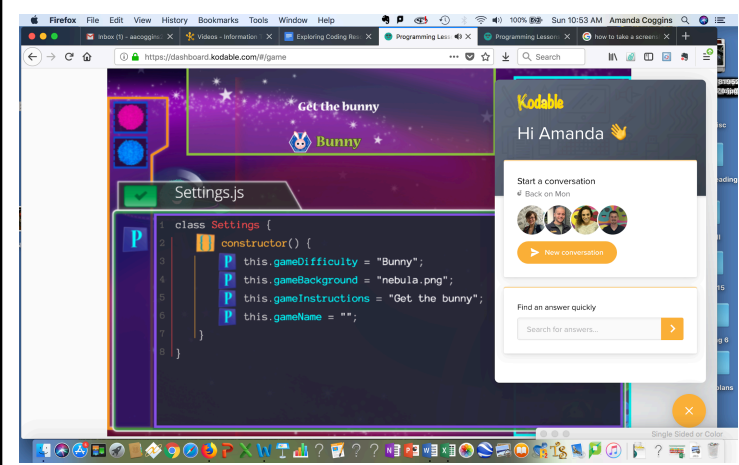 Firefox File Edit View History Bookmarks Tools Window Help 100% Sun 10:53 AM Amanda Coggins
Inbox (1) - aacoggins Videos - Information Exploring Coding Reso Programming Less Programming Lessons how to take a screens
https://dashboard.kodable.com/#/game Search
Get the bunny
Bunny
Settings.js
1 class Settings {
2 { } constructor() {
3 P this.gameDifficulty = "Bunny";
4 P this.gameBackground = "nebula.png";
5 P this.gameInstructions = "Get the bunny";
6 P this.gameName = "";
7 }
8 }
P
Kodable
Hi Amanda
Start a conversation
Back on Mon
New conversation
Find an answer quickly
Search for answers...
Single Sided or Color